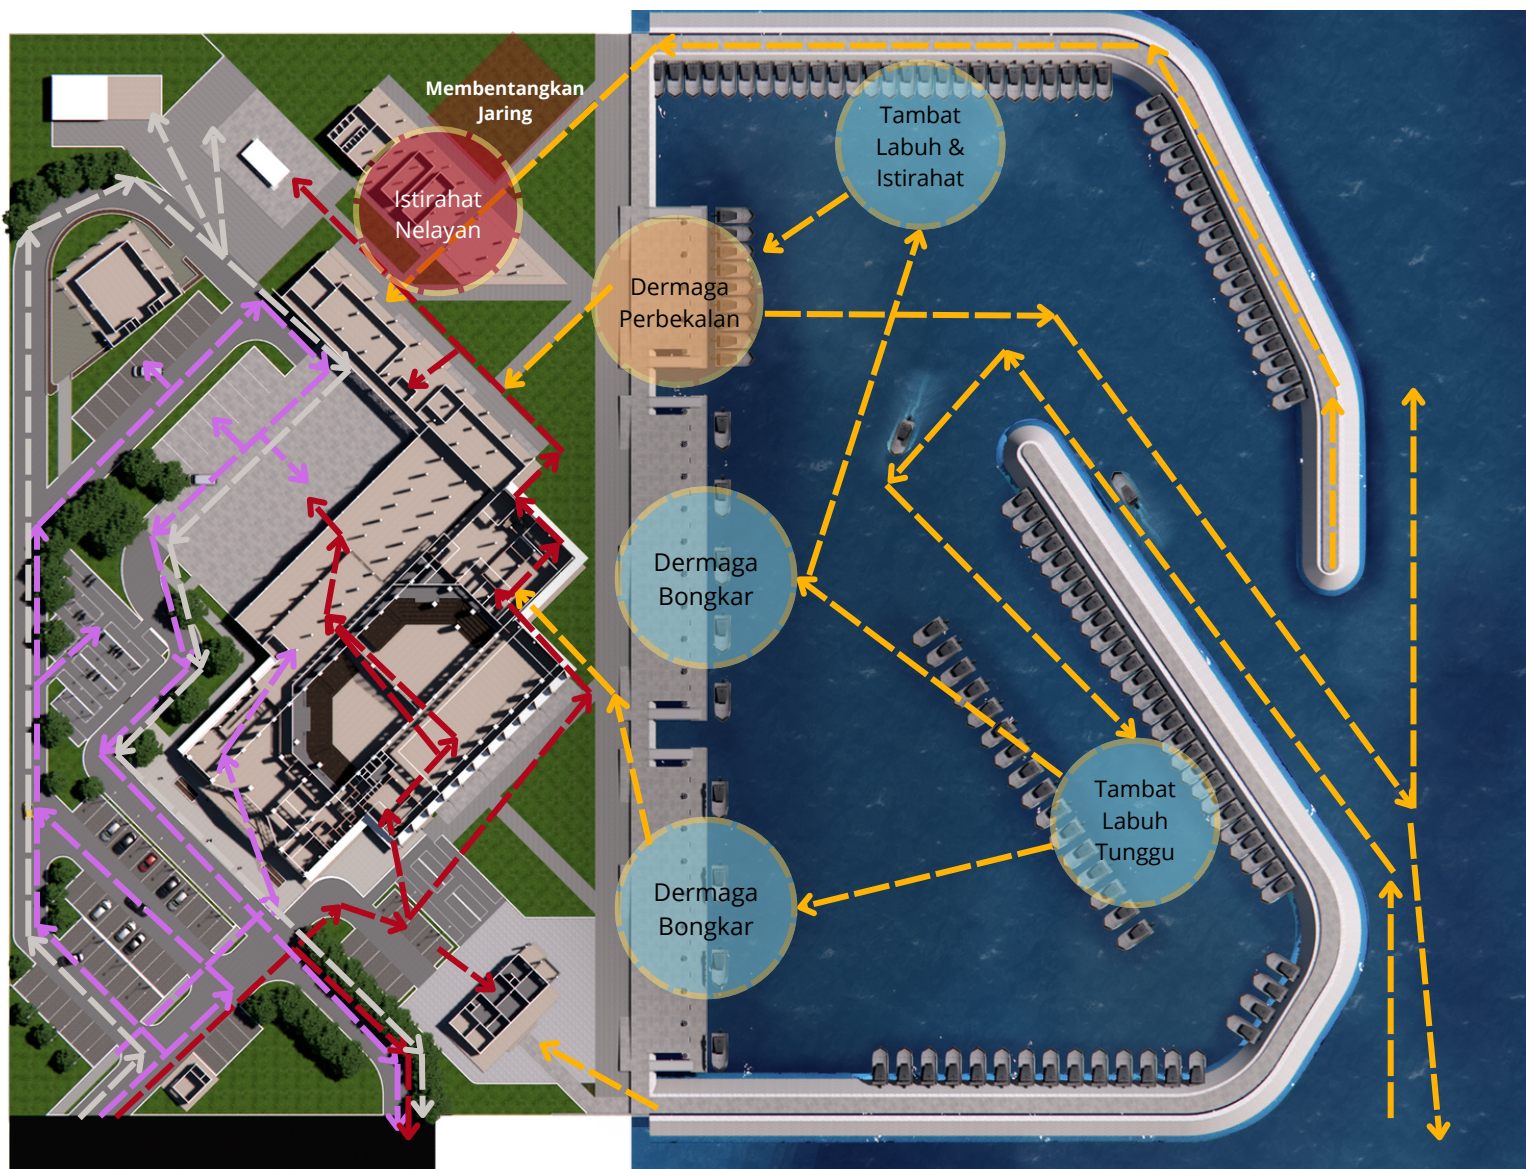 Membentangkan
Jaring
Istirahat
Nelayan
Tambat
Labuh &
Istirahat
Dermaga
Perbekalan
Dermaga
Bongkar
Tambat
Labuh
Tunggu
Dermaga
Bongkar